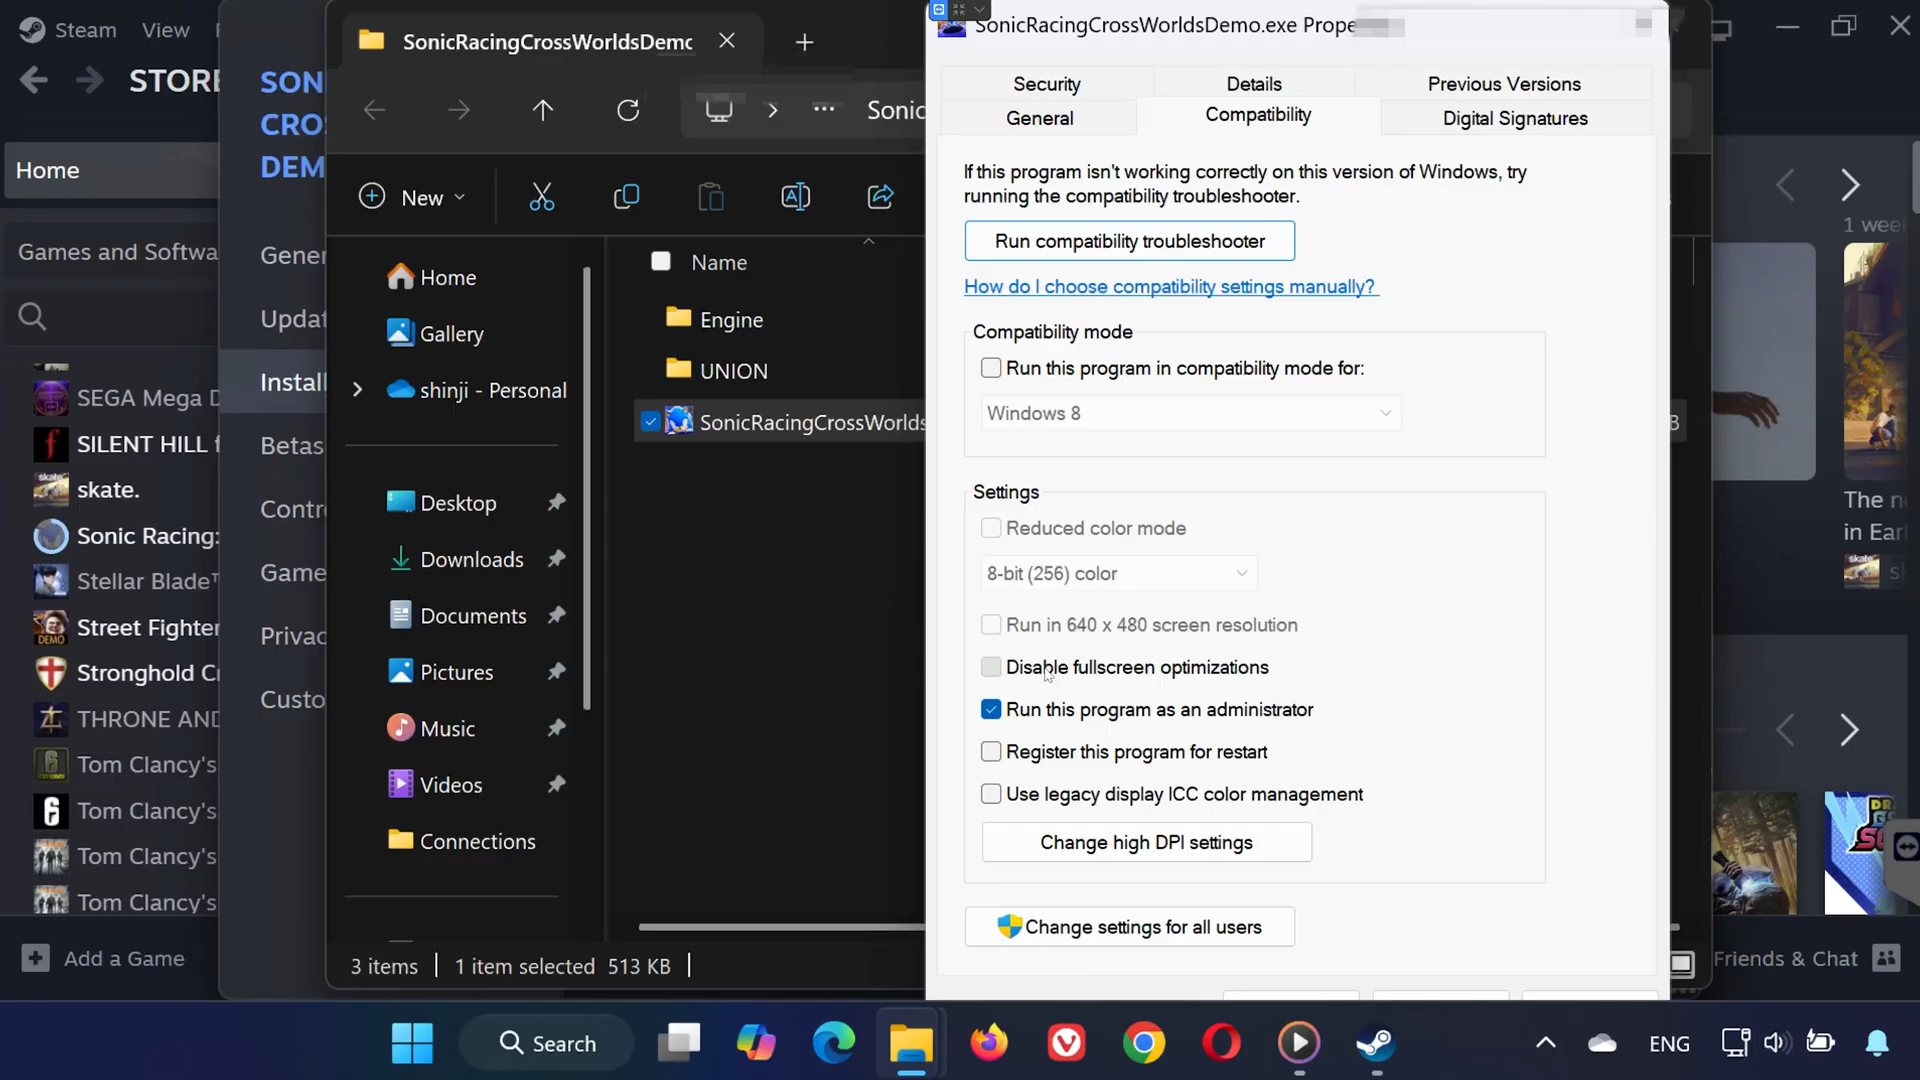 Steam View
STORE
Home
Games and Softwa
SEGA Mega D
SILENT HILL f
skate.
Sonic Racing:
Stellar Blade™
Street Fighter
Stronghold Cr
THRONE AND
Tom Clancy's
Tom Clancy's
Tom Clancy's
Tom Clancy's
Add a Game
SON
CRO
DEM
Gener
Updat
Install
Betas
Contr
Game
Privac
Custo
SonicRacingCrossWorldsDemo
Sonic
New
Home
Gallery
shinji - Personal
Desktop
Downloads
Documents
Pictures
Music
Videos
Connections
Name
Engine
UNION
SonicRacingCrossWorlds
3 items
1 item selected 513 KB
SonicRacingCrossWorldsDemo.exe Prope
Security
Details
Previous Versions
General
Compatibility
Digital Signatures
If this program isn't working correctly on this version of Windows, try
running the compatibility troubleshooter.
Run compatibility troubleshooter
How do I choose compatibility settings manually?
Compatibility mode
Run this program in compatibility mode for:
Windows 8
Settings
Reduced color mode
8-bit (256) color
Run in 640 x 480 screen resolution
Disable fullscreen optimizations
Run this program as an administrator
Register this program for restart
Use legacy display ICC color management
Change high DPI settings
Change settings for all users
B
1 wee
The n
in Ear
Friends & Chat
Search
ENG